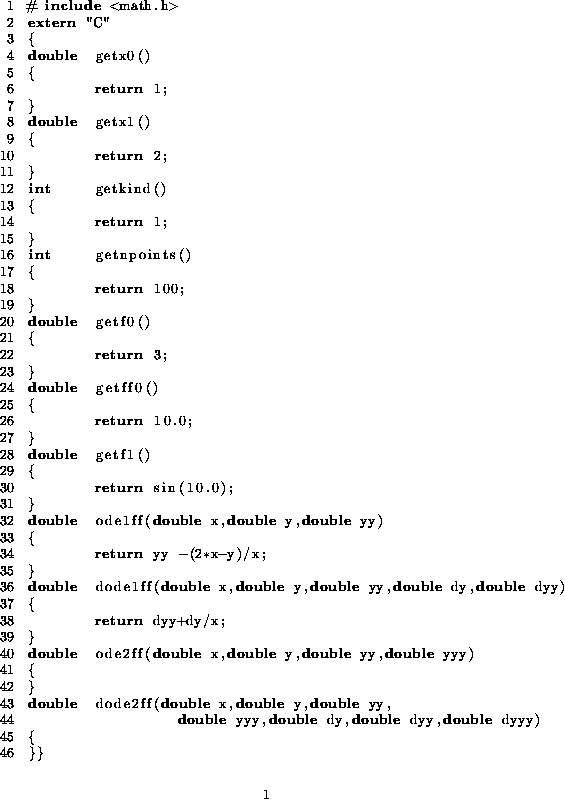 1 # include <math.h>
2 extern "C"
3 {
4 double getx0()
5 {
6 return 1;
7 }
8 double getx1()
9 {
10 return 2;
11 }
12 int getkind()
13 {
14 return 1;
15 }
16 int getnpoints()
17 {
18 return 100;
19 }
20 double getf0()
21 {
22 return 3;
23 }
24 double getff0()
25 {
26 return 10.0;
27 }
28 double getf1()
29 {
30 return sin(10.0);
31 }
32 double ode1ff(double x,double y,double yy)
33 {
34 return yy -(2*x-y)/x;
35 }
36 double dode1ff(double x,double y,double yy,double dy,double dyy)
37 {
38 return dyy+dy/x;
39 }
40 double ode2ff(double x,double y,double yy,double yyy)
41 {
42 }
43 double dode2ff(double x,double y,double yy,
44 double yyy,double dy,double dyy,double dyyy)
45 {
46 }}
1